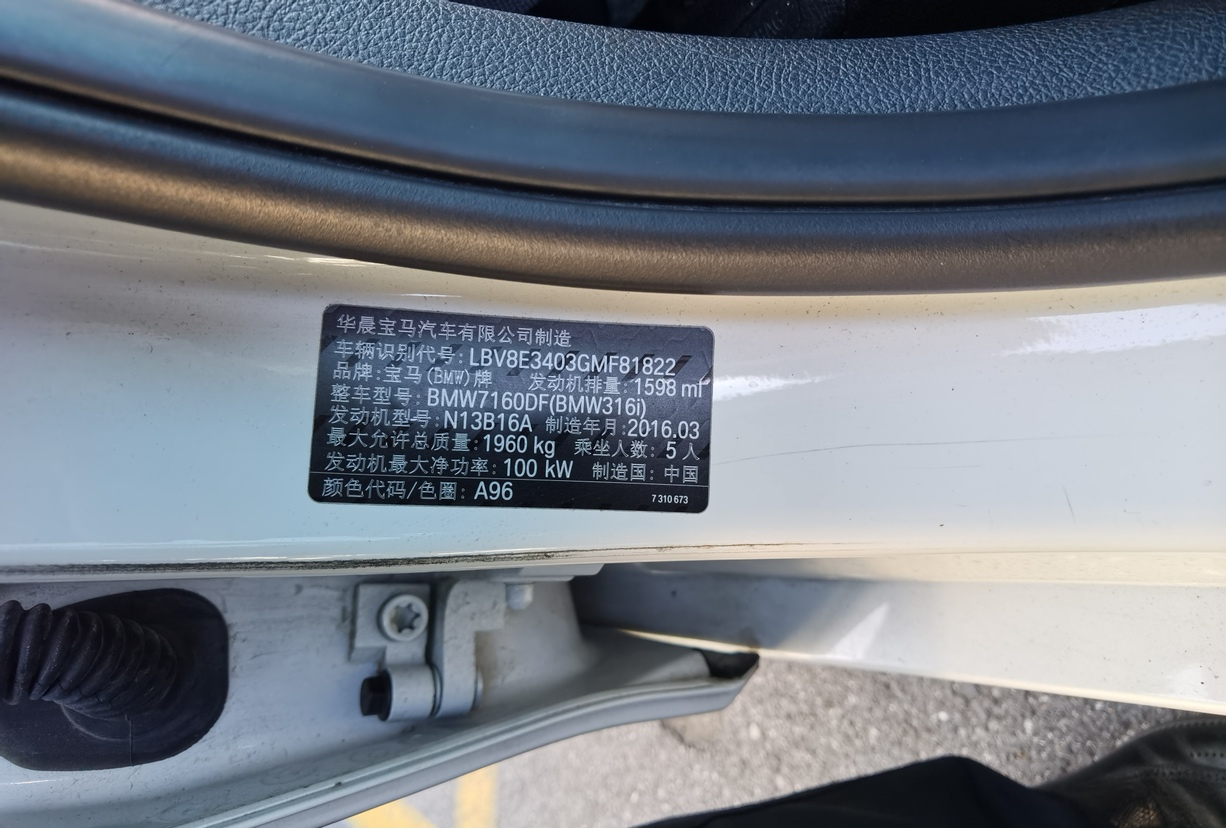 华晨宝马汽车有限公司制造
车辆识别代号: LBV8E3403GMF81822
品牌: 宝马(BMW)牌 发动机排量: 1598 ml
整车型号: BMW7160DF(BMW316i)
发动机型号: N13B16A 制造年月: 2016.03
最大允许总质量: 1960 kg 乘坐人数: 5 人
发动机最大净功率: 100 kW 制造国: 中国
颜色代码/色圈: A96 7 310 673